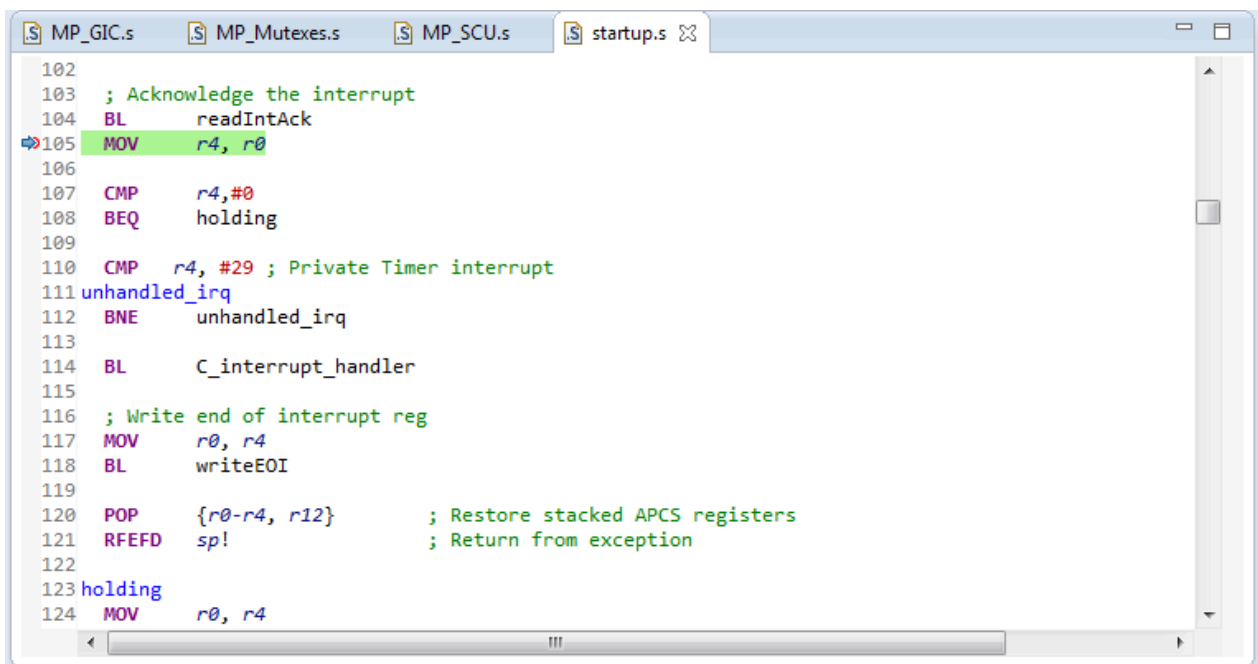 MP_GIC.s MP_Mutexes.s MP_SCU.s startup.s
102
103 ; Acknowledge the interrupt
104 BL readIntAck
105 MOV r4, r0
106
107 CMP r4,#0
108 BEQ holding
109
110 CMP r4, #29 ; Private Timer interrupt
111 unhandled_irq
112 BNE unhandled_irq
113
114 BL C_interrupt_handler
115
116 ; Write end of interrupt reg
117 MOV r0, r4
118 BL writeEOI
119
120 POP {r0-r4, r12} ; Restore stacked APCS registers
121 RFEFD sp! ; Return from exception
122
123 holding
124 MOV r0, r4